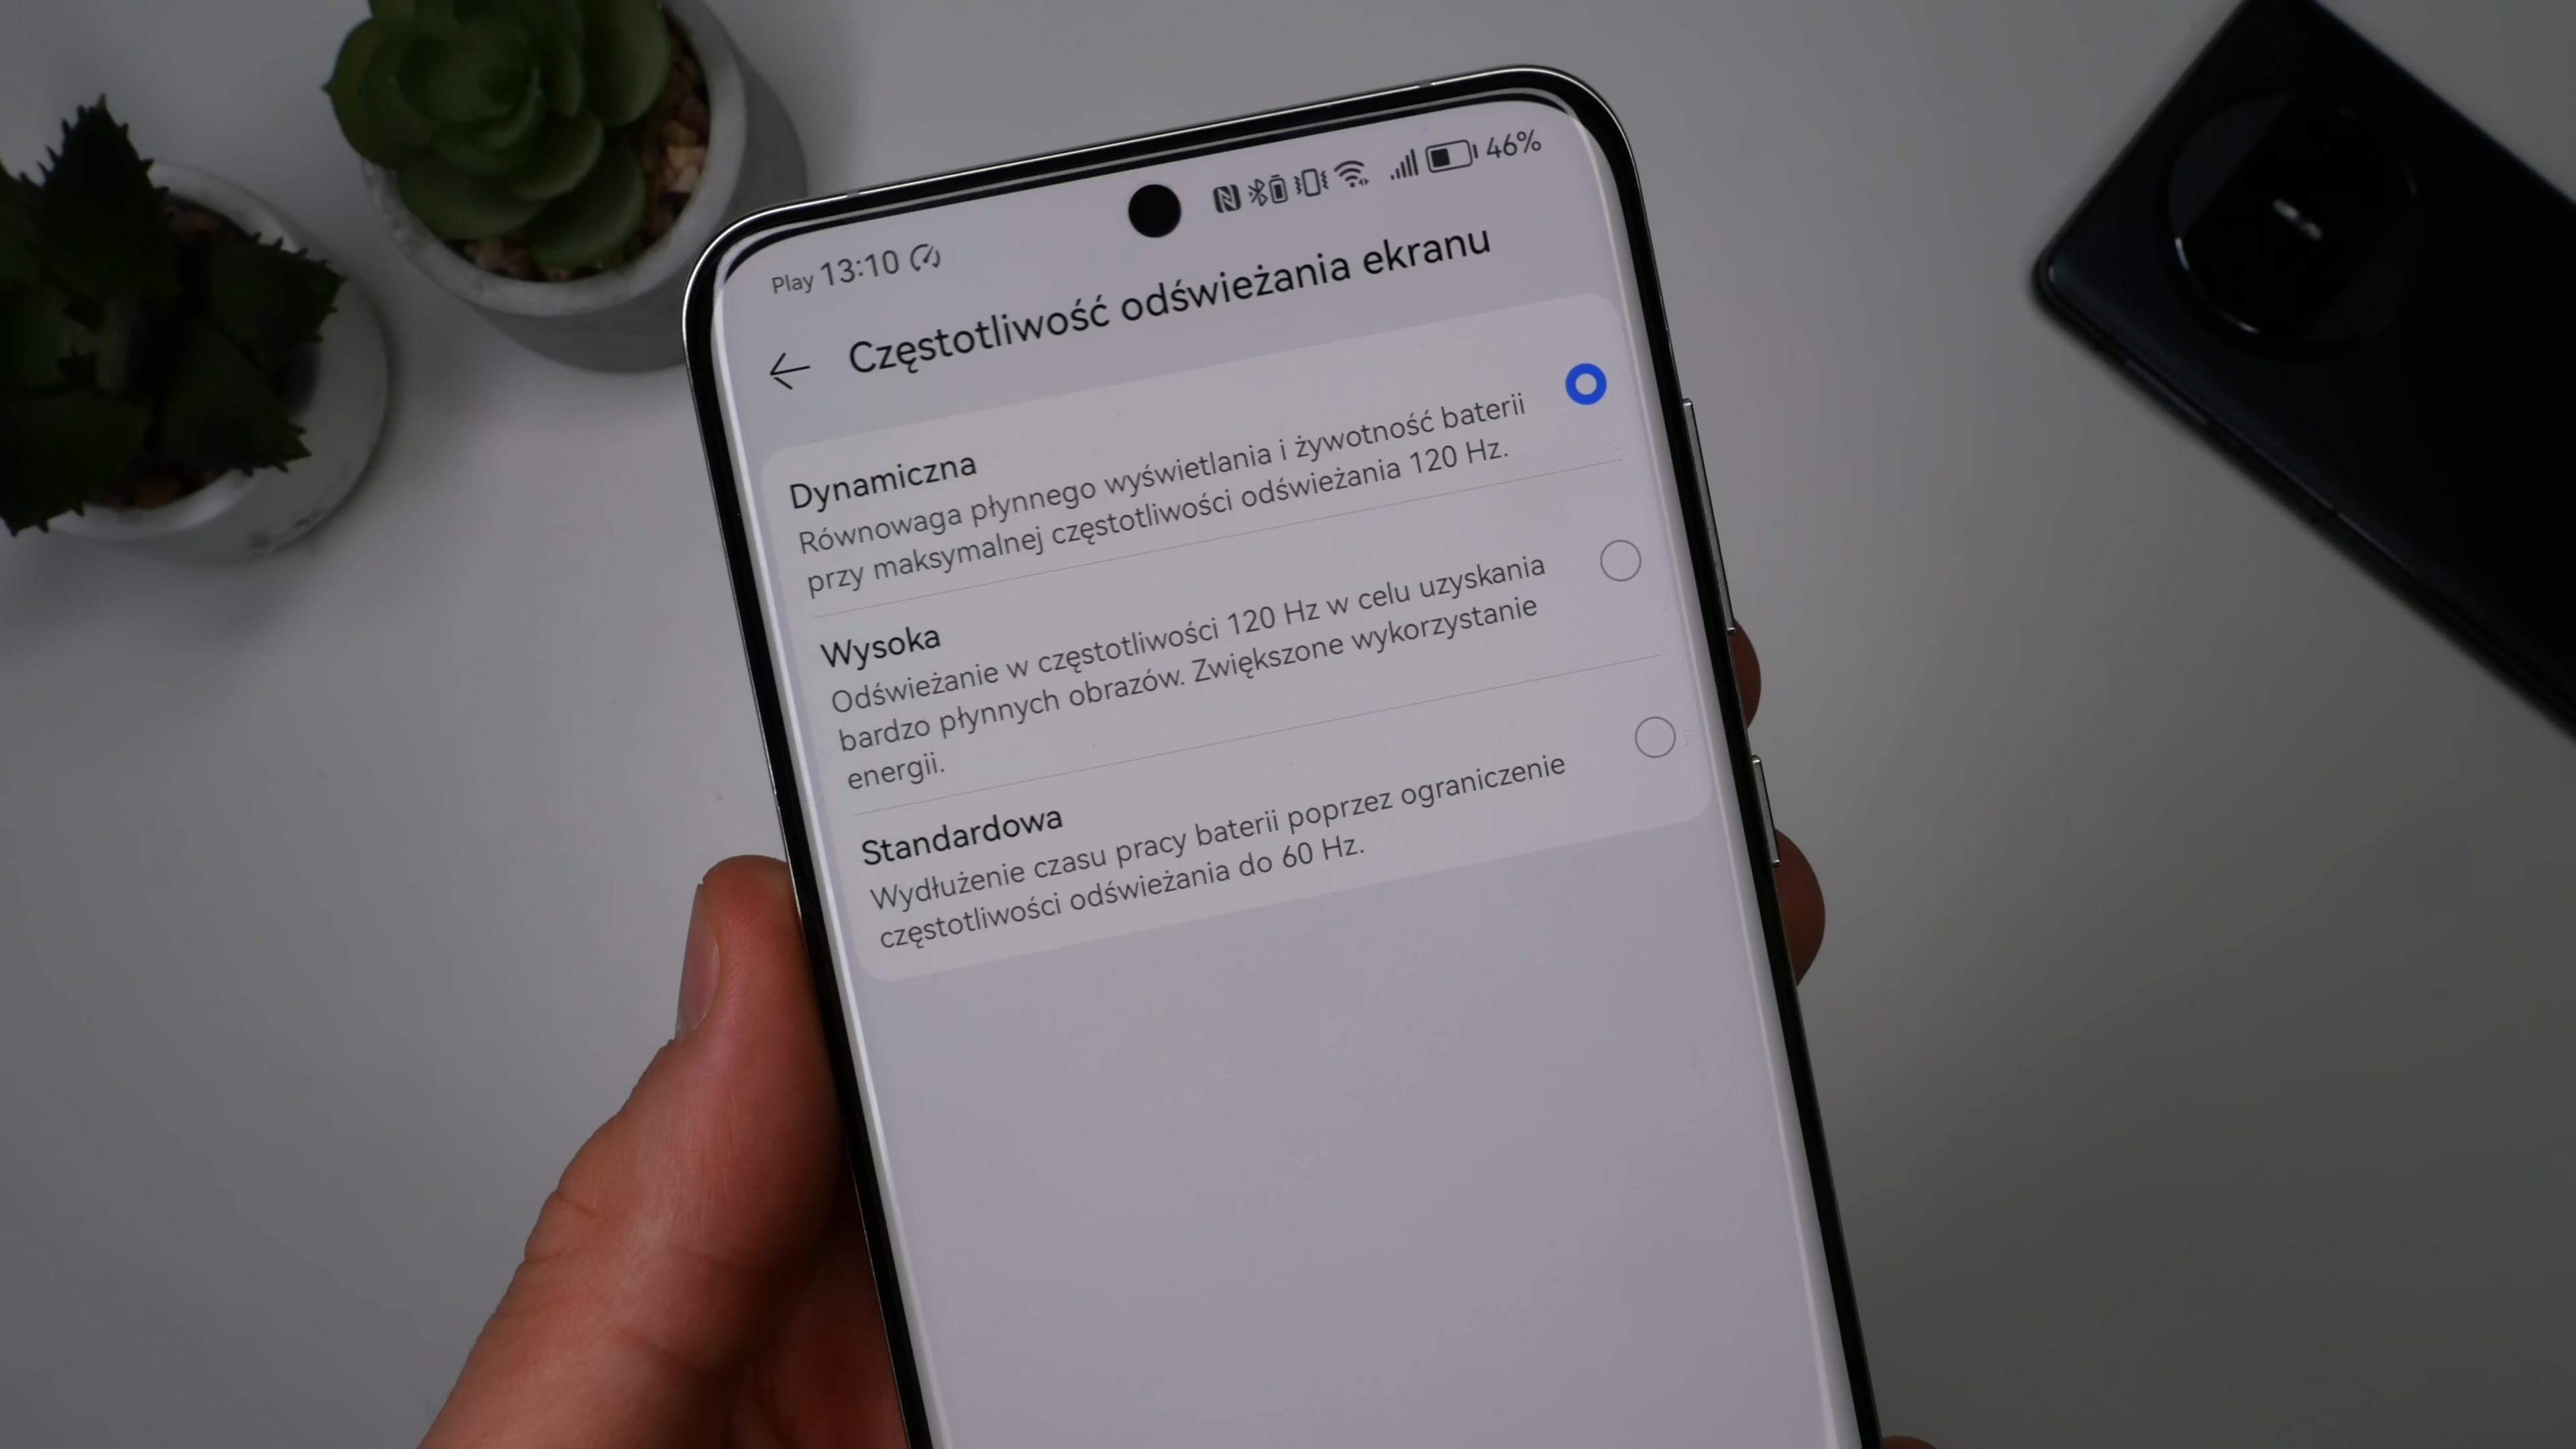 Play 13:10 46%
Częstotliwość odświeżania ekranu
Dynamiczna
Równowaga płynnego wyświetlania i żywotność baterii
przy maksymalnej częstotliwości odświeżania 120 Hz.
Wysoka
Odświeżanie w częstotliwości 120 Hz w celu uzyskania
bardzo płynnych obrazów. Zwiększone wykorzystanie
energii.
Standardowa
Wydłużenie czasu pracy baterii poprzez ograniczenie
częstotliwości odświeżania do 60 Hz.